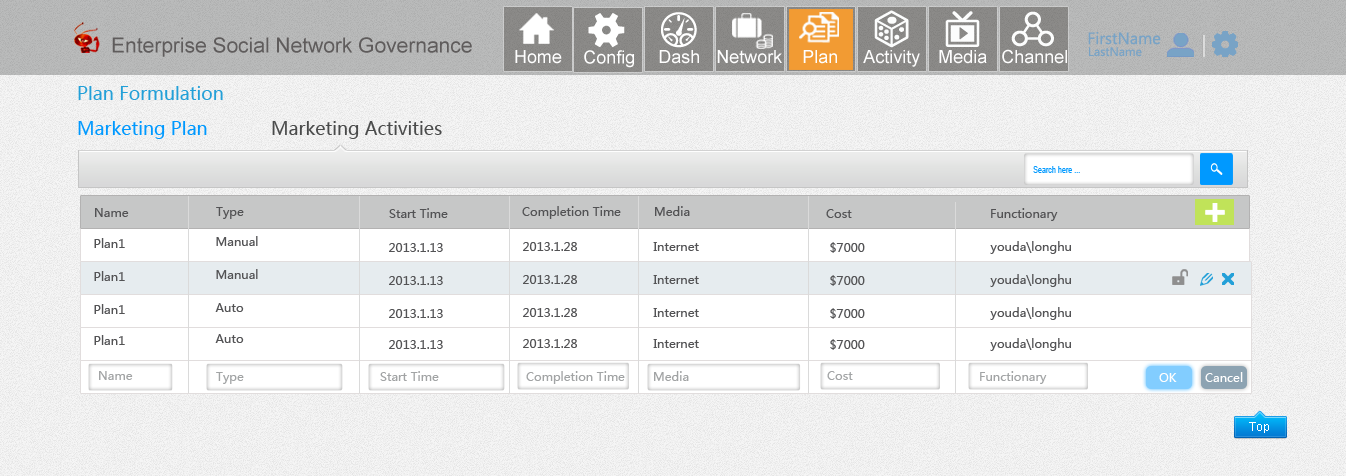 Enterprise Social Network Governance
Home Config Dash Network Plan Activity Media Channel
FirstName
LastName
Plan Formulation
Marketing Plan Marketing Activities
Search here ...
Name Type Start Time Completion Time Media Cost Functionary
Plan1 Manual 2013.1.13 2013.1.28 Internet $7000 youda\longhu
Plan1 Manual 2013.1.13 2013.1.28 Internet $7000 youda\longhu
Plan1 Auto 2013.1.13 2013.1.28 Internet $7000 youda\longhu
Plan1 Auto 2013.1.13 2013.1.28 Internet $7000 youda\longhu
Name Type Start Time Completion Time Media Cost Functionary OK Cancel
Top